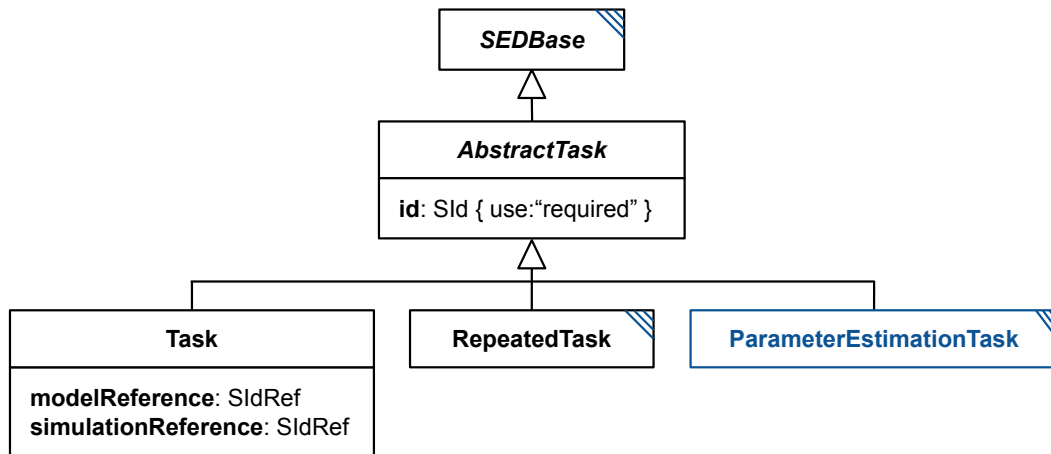 SEDBase
AbstractTask
id: SId { use:“required” }
Task
RepeatedTask
ParameterEstimationTask
modelReference: SIdRef
simulationReference: SIdRef